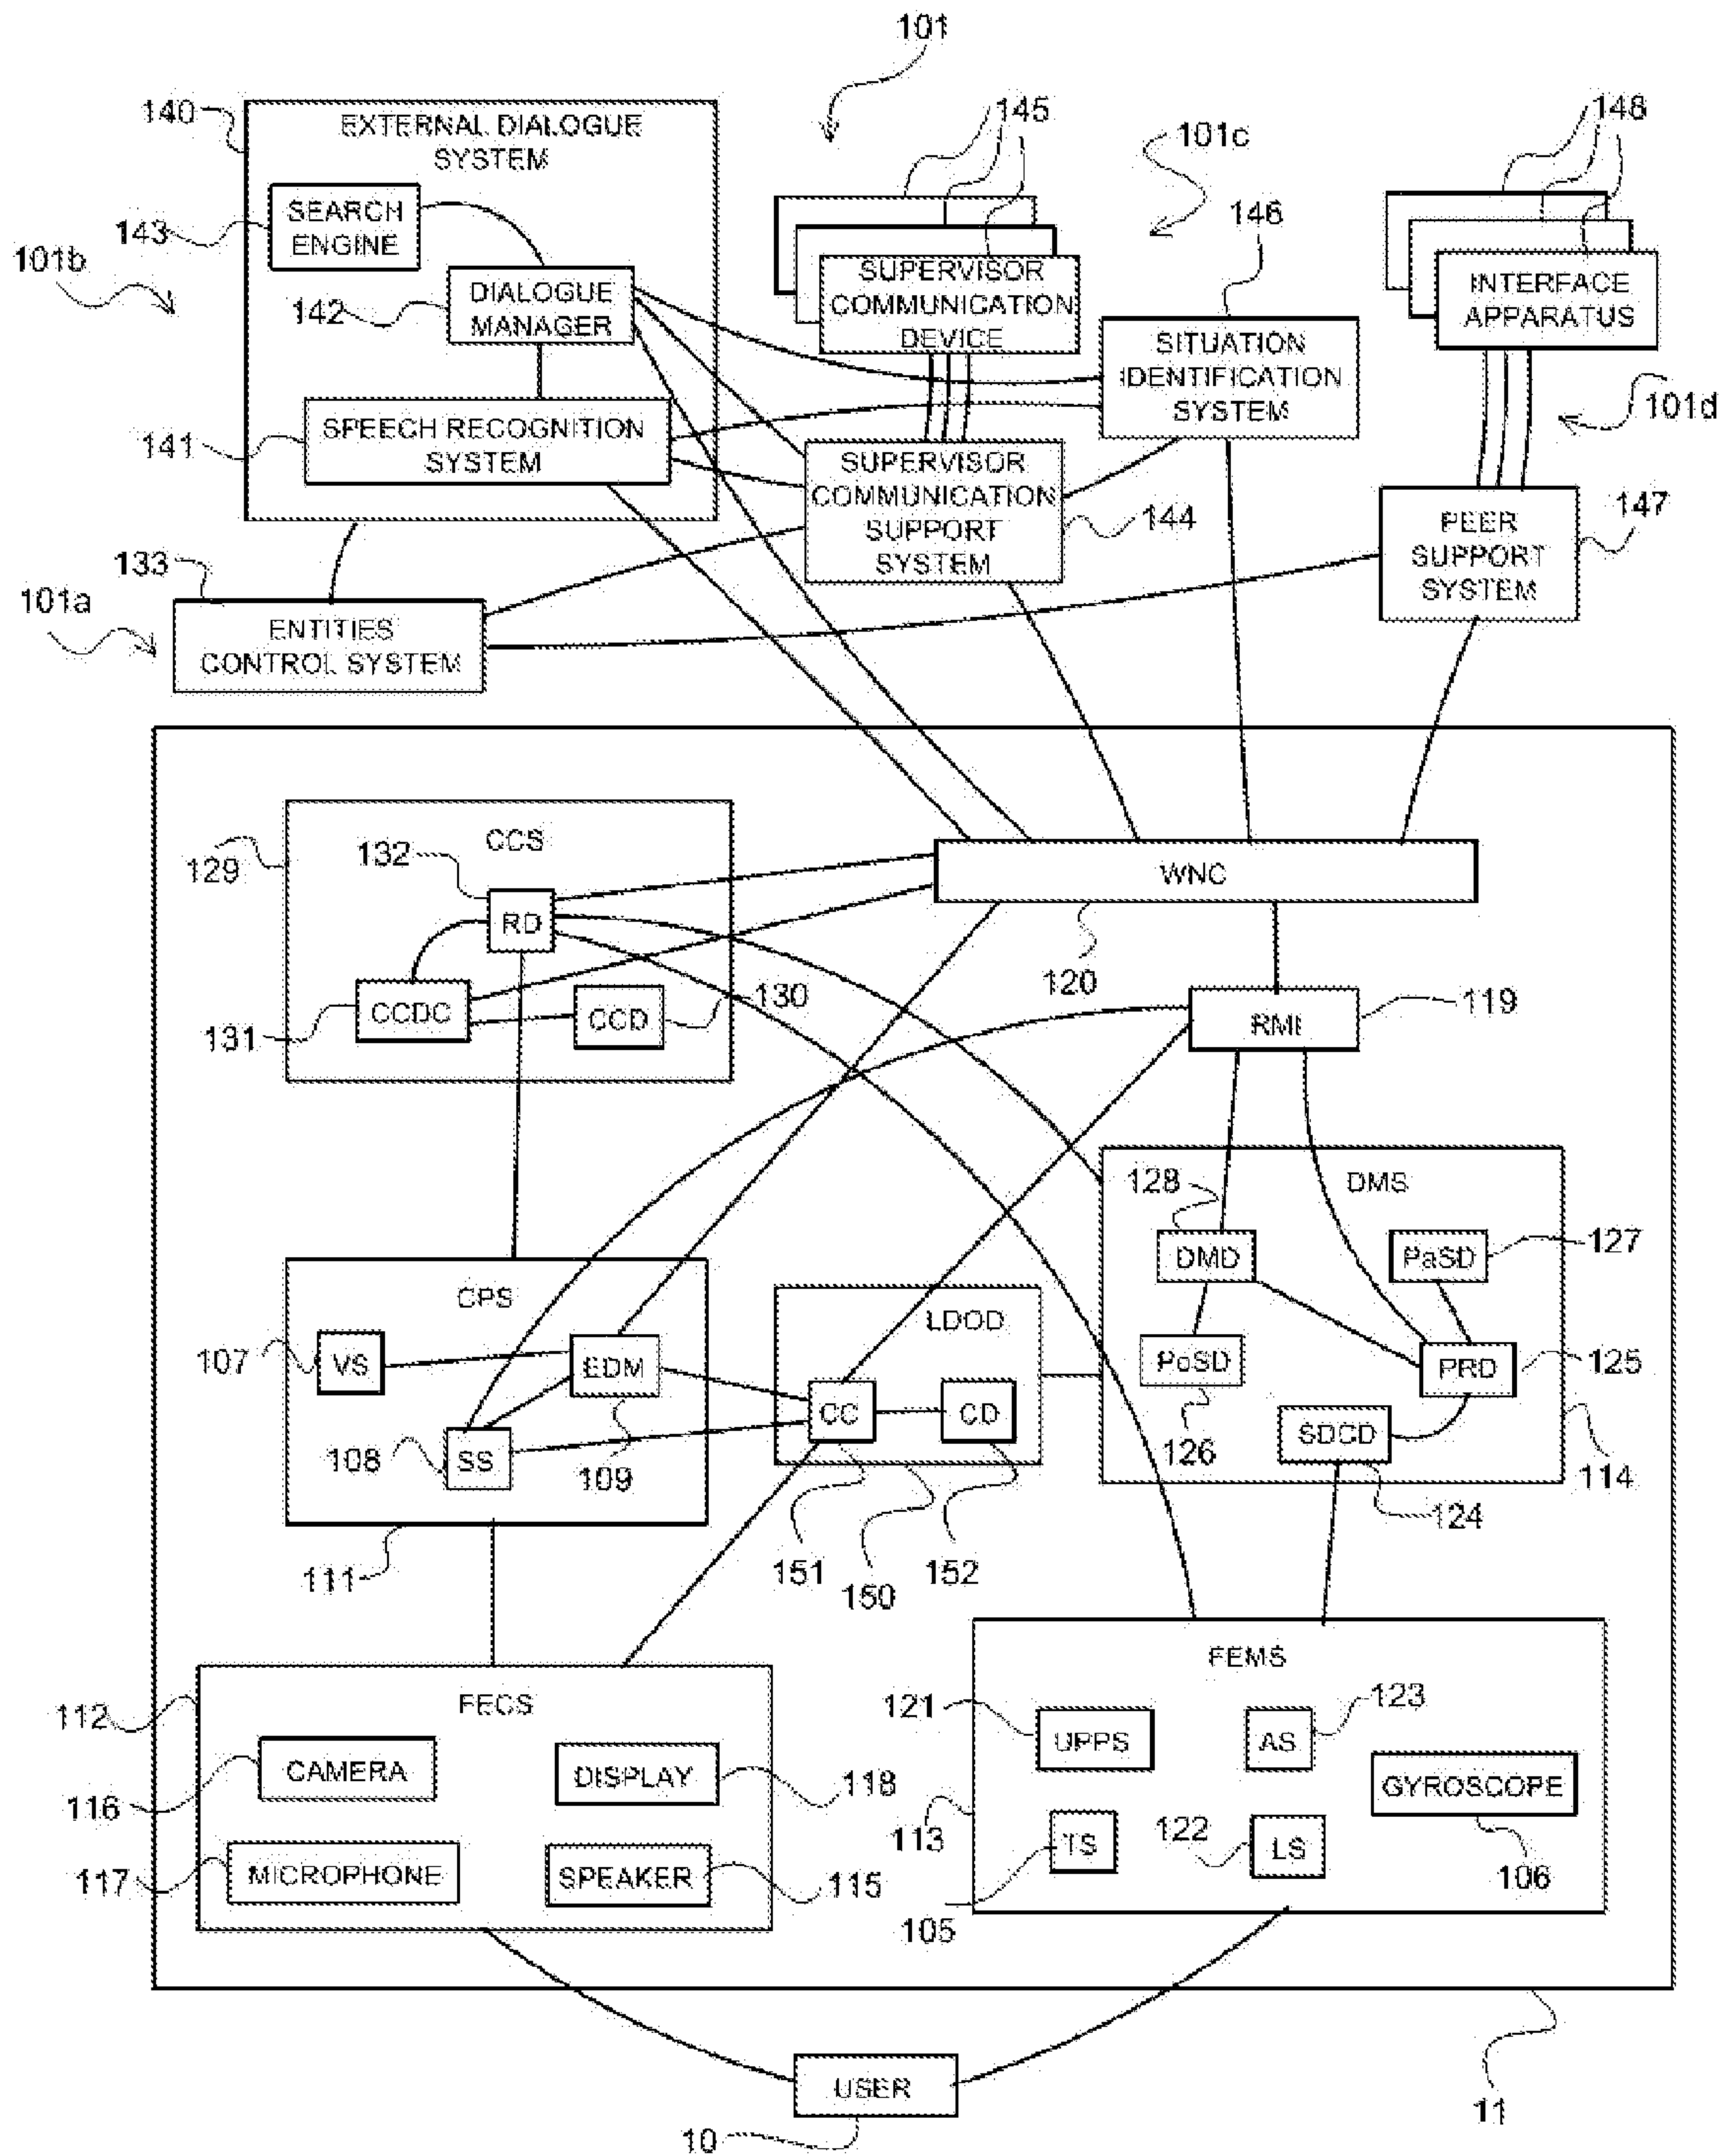 101
140
EXTERNAL DIALOGUE
SYSTEM
145
101c
148
SEARCH
ENGINE
143
146
101b
DIALOGUE
MANAGER
142
SUPERVISOR
COMMUNICATION
DEVICE
INTERFACE
APPARATUS
SITUATION
IDENTIFICATION
SYSTEM
101d
SPEECH RECOGNITION
SYSTEM
141
SUPERVISOR
COMMUNICATION
SUPPORT
SYSTEM
144
PEER
SUPPORT
SYSTEM
147
133
101a
ENTITIES
CONTROL SYSTEM
CCS
129
132
WNC
RD
120
130
CCDC
CCD
131
119
RMI
128
DMS
DMD
PaSD
127
CPS
LDOD
107
VS
EDM
PoSD
PRD
125
CC
CD
108
SS
109
126
SDCD
114
124
111
151
150
152
FEMS
FECS
112
121
UPPS
123
AS
CAMERA
116
DISPLAY
118
GYROSCOPE
113
TS
122
LS
106
117
MICROPHONE
SPEAKER
115
105
USER
10
11